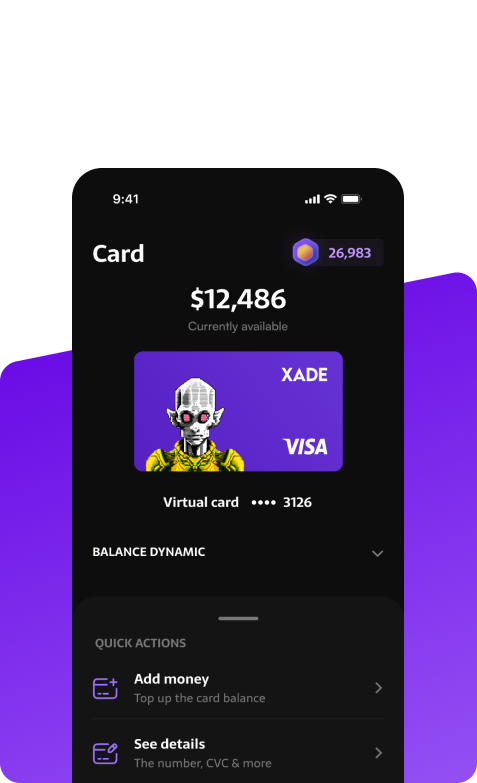 9:41
Card
26,983
$12,486
Currently available
XADE
VISA
Virtual card •••• 3126
BALANCE DYNAMIC
QUICK ACTIONS
Add money
Top up the card balance
See details
The number, CVC & more